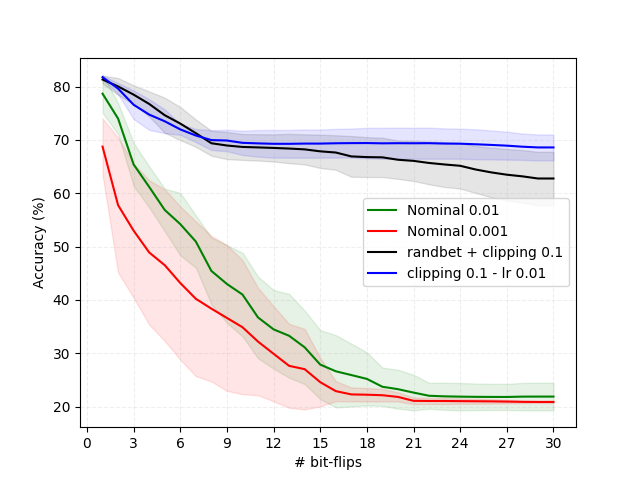 Accuracy (%)
80
70
60
50
40
30
20
Nominal 0.01
Nominal 0.001
randbet + clipping 0.1
clipping 0.1 - lr 0.01
0 3 6 9 12 15 18 21 24 27 30
# bit-flips